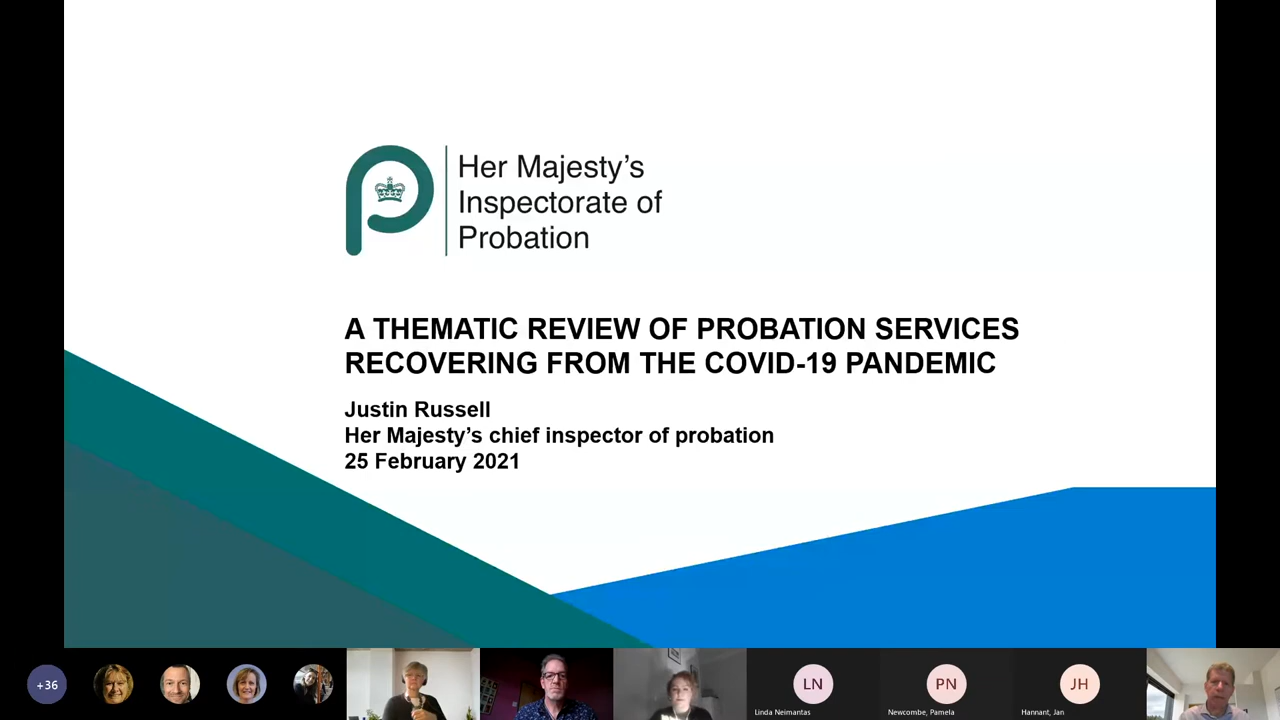 Her Majesty’s
Inspectorate of
Probation
A THEMATIC REVIEW OF PROBATION SERVICES
RECOVERING FROM THE COVID-19 PANDEMIC
Justin Russell
Her Majesty’s chief inspector of probation
25 February 2021
+36
LN
Linda Neimantas
PN
Newcombe, Pamela
JH
Hannant, Jan